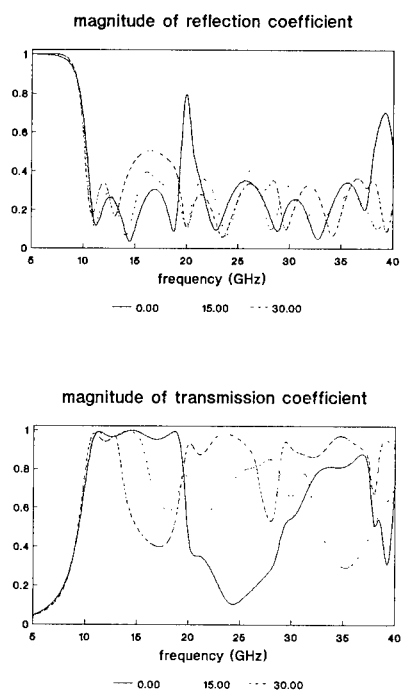 magnitude of reflection coefficient
1
0.8
0.6
0.4
0.2
0
5 10 15 20 25 30 35 40
frequency (GHz)
0.00 15.00 30.00
magnitude of transmission coefficient
1
0.8
0.6
0.4
0.2
0
5 10 15 20 25 30 35 40
frequency (GHz)
0.00 15.00 30.00